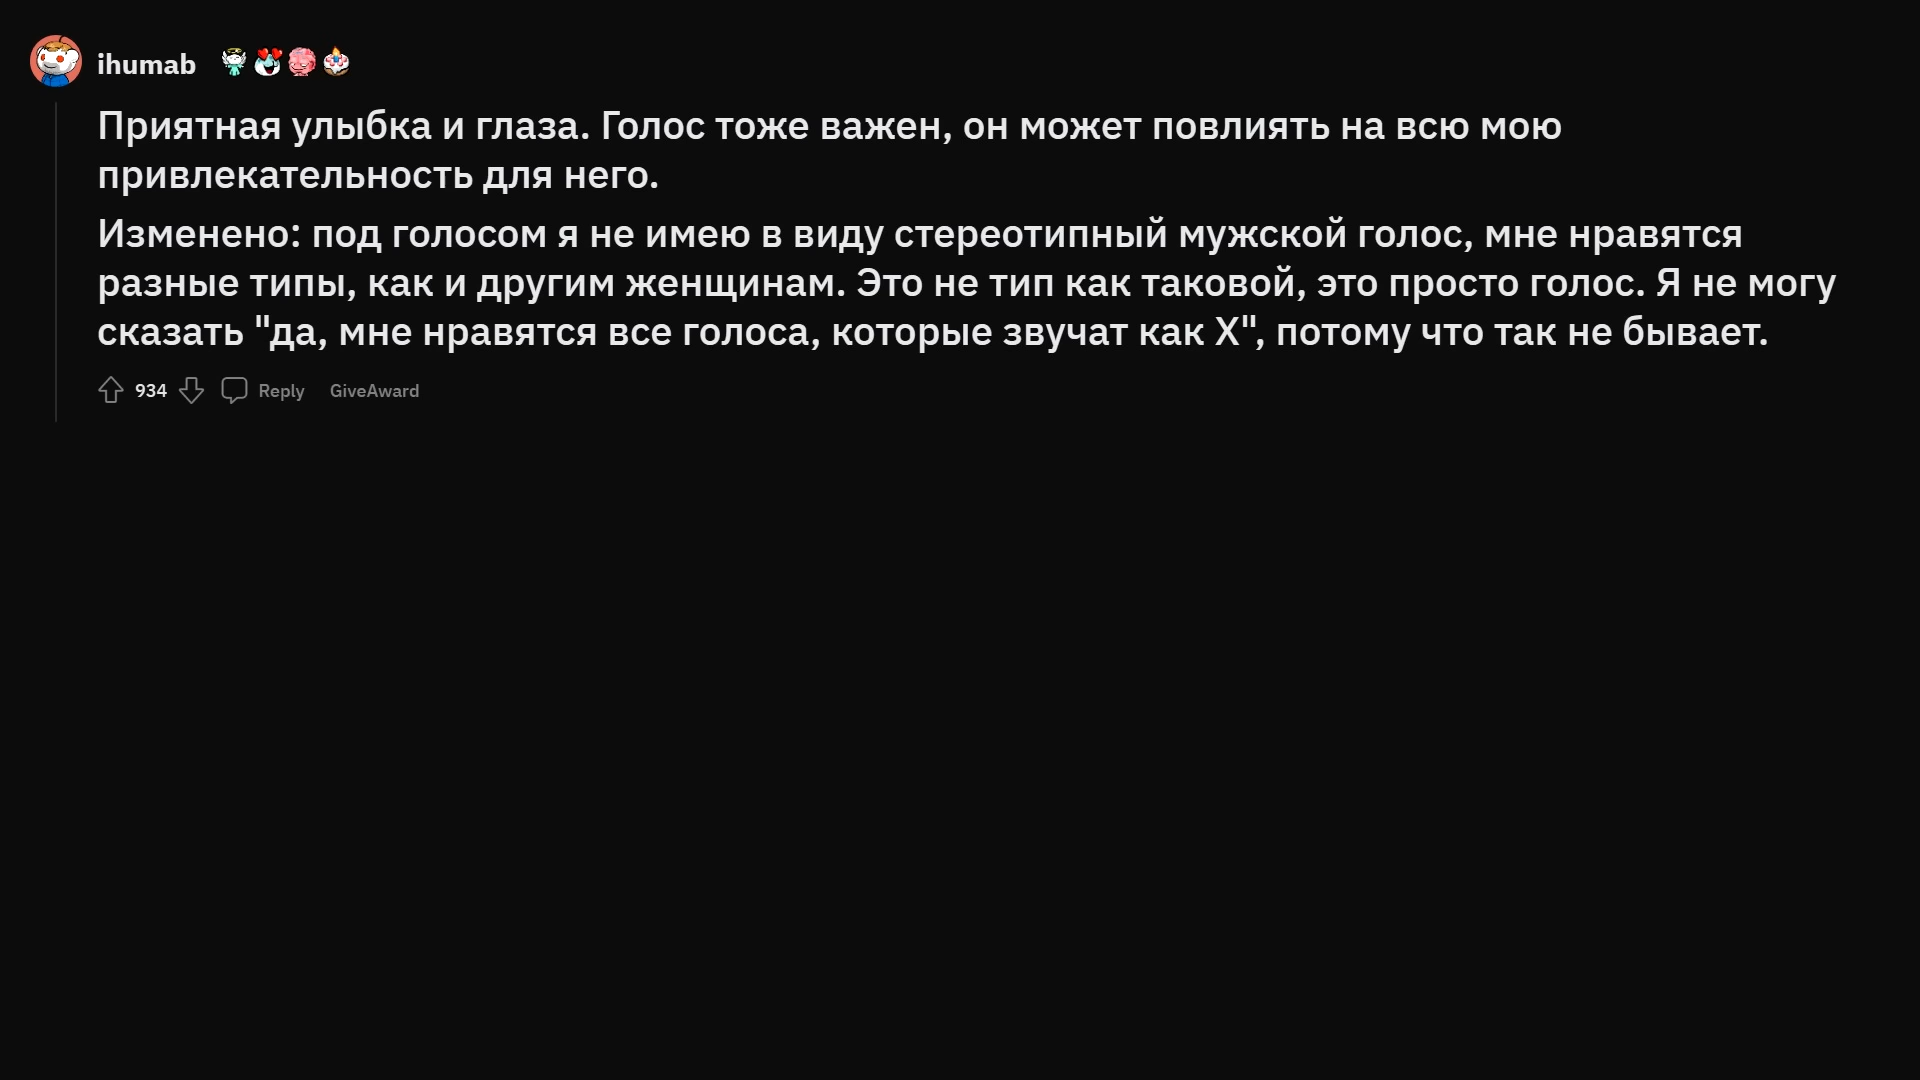 ihumab
Приятная улыбка и глаза. Голос тоже важен, он может повлиять на всю мою
привлекательность для него.
Изменено: под голосом я не имею в виду стереотипный мужской голос, мне нравятся
разные типы, как и другим женщинам. Это не тип как таковой, это просто голос. Я не могу
сказать "да, мне нравятся все голоса, которые звучат как X", потому что так не бывает.
934 Reply GiveAward